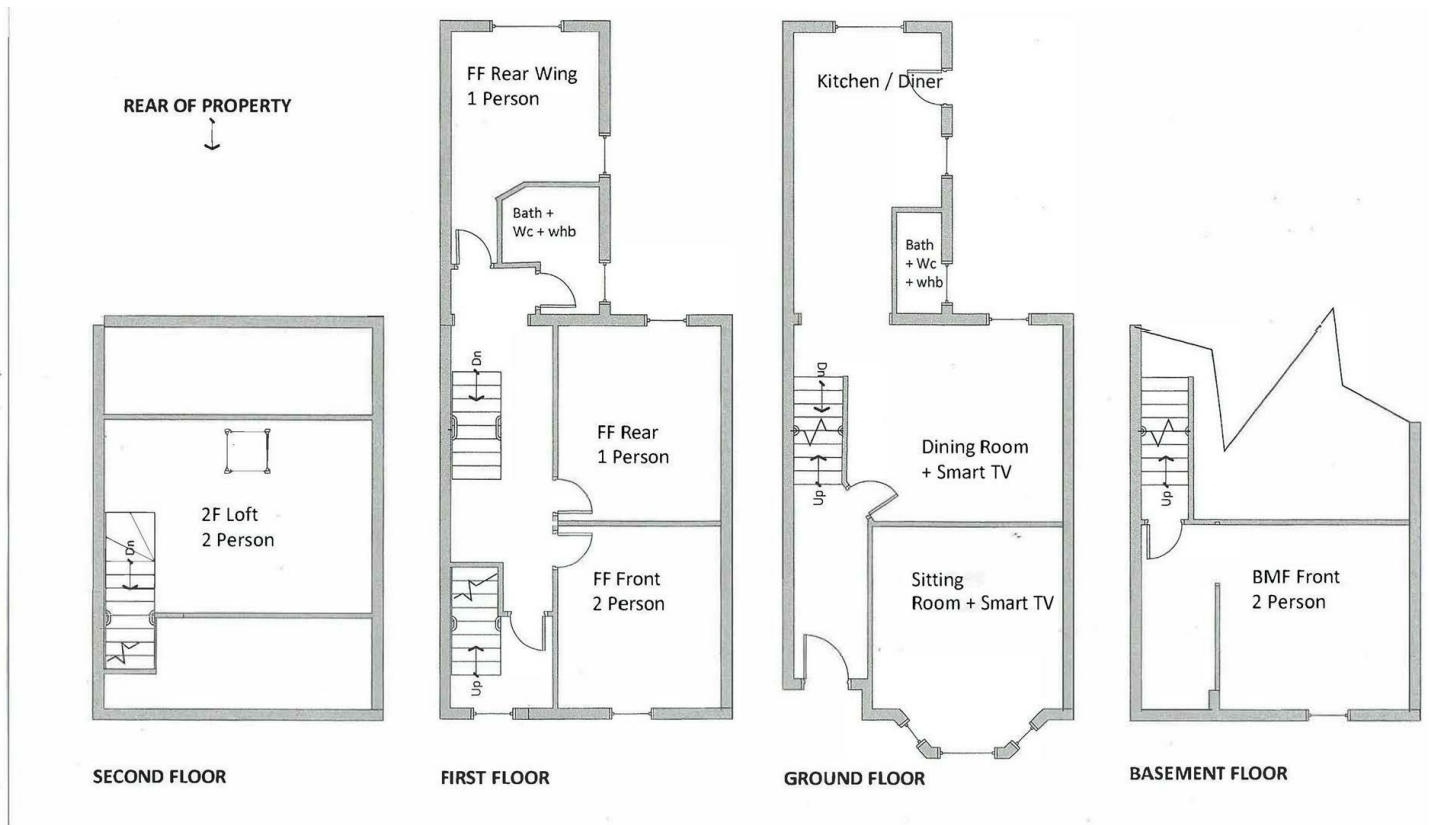 REAR OF PROPERTY
2F Loft
2 Person
Dn
SECOND FLOOR
FF Rear Wing
1 Person
Bath +
Wc + whb
Dn
FF Rear
1 Person
FF Front
2 Person
Up
FIRST FLOOR
Kitchen / Diner
Bath
+ Wc
+ whb
Dn
Up
Dining Room
+ Smart TV
Sitting
Room + Smart TV
GROUND FLOOR
Up
BMF Front
2 Person
BASEMENT FLOOR